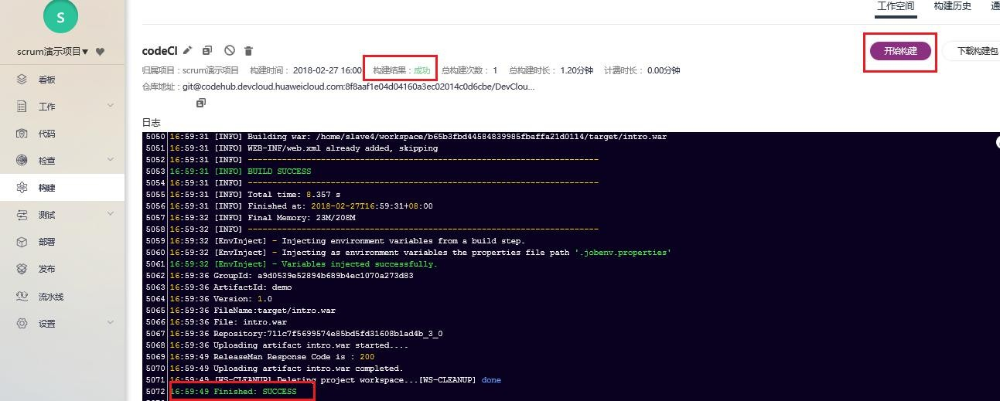 S
scrum演示项目
看板
工作
代码
检查
构建
测试
部署
发布
流水线
设置
工作空间 构建历史 通
codeCI
开始构建 下载构建包
归属项目：scrum演示项目 构建时间： 2018-02-27 16:00 构建结果：成功 总构建次数： 1 总构建时长： 1.20分钟 计费时长： 0.00分钟
仓库地址：git@codehub.devcloud.huaweicloud.com:8f8aaf1e04d04160a3ec02014c0d6cbe/DevClou...
日志
5050 16:59:31 [INFO] Building war: /home/slave4/workspace/b65b3fbd44584839985fbaffa21d0114/target/intro.war
5051 16:59:31 [INFO] WEB-INF/web.xml already added, skipping
5052 16:59:31 [INFO] ------------------------------------------------------------------------
5053 16:59:31 [INFO] BUILD SUCCESS
5054 16:59:31 [INFO] ------------------------------------------------------------------------
5055 16:59:31 [INFO] Total time: 8.357 s
5056 16:59:31 [INFO] Finished at: 2018-02-27T16:59:31+08:00
5057 16:59:32 [INFO] Final Memory: 23M/208M
5058 16:59:32 [INFO] ------------------------------------------------------------------------
5059 16:59:32 [EnvInject] - Injecting environment variables from a build step.
5060 16:59:32 [EnvInject] - Injecting as environment variables the properties file path '.jobenv.properties'
5061 16:59:32 [EnvInject] - Variables injected successfully.
5062 16:59:36 GroupId: a9d0539e52894b689b4ec1070a273d83
5063 16:59:36 ArtifactId: demo
5064 16:59:36 Version: 1.0
5065 16:59:36 FileName:target/intro.war
5066 16:59:36 File: intro.war
5067 16:59:36 Repository:711c7f5699574e85bd5fd31608b1ad4b_3_0
5068 16:59:36 Uploading artifact intro.war started....
5069 16:59:49 ReleaseMan Response Code is : 200
5070 16:59:49 Uploading artifact intro.war completed.
5071 16:59:49 [WS-CLEANUP] Deleting project workspace...[WS-CLEANUP] done
5072 16:59:49 Finished: SUCCESS